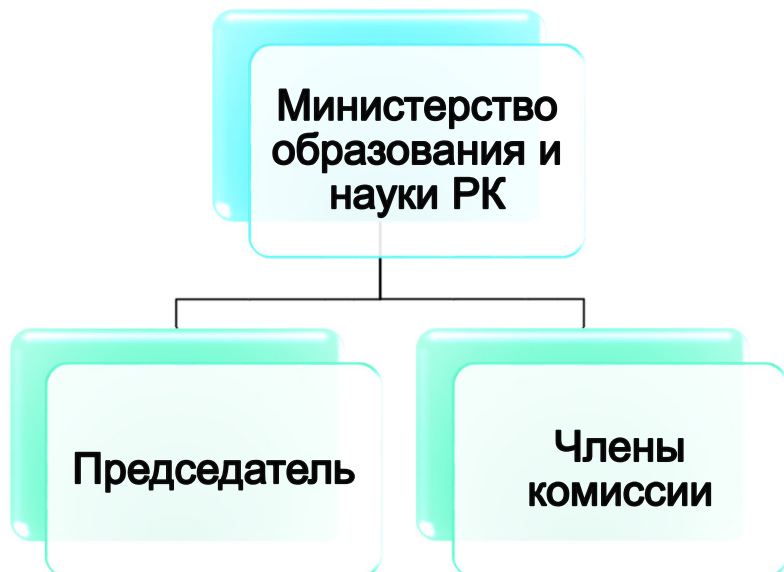 Министерство
образования и
науки РК
Председатель
Члены
комиссии